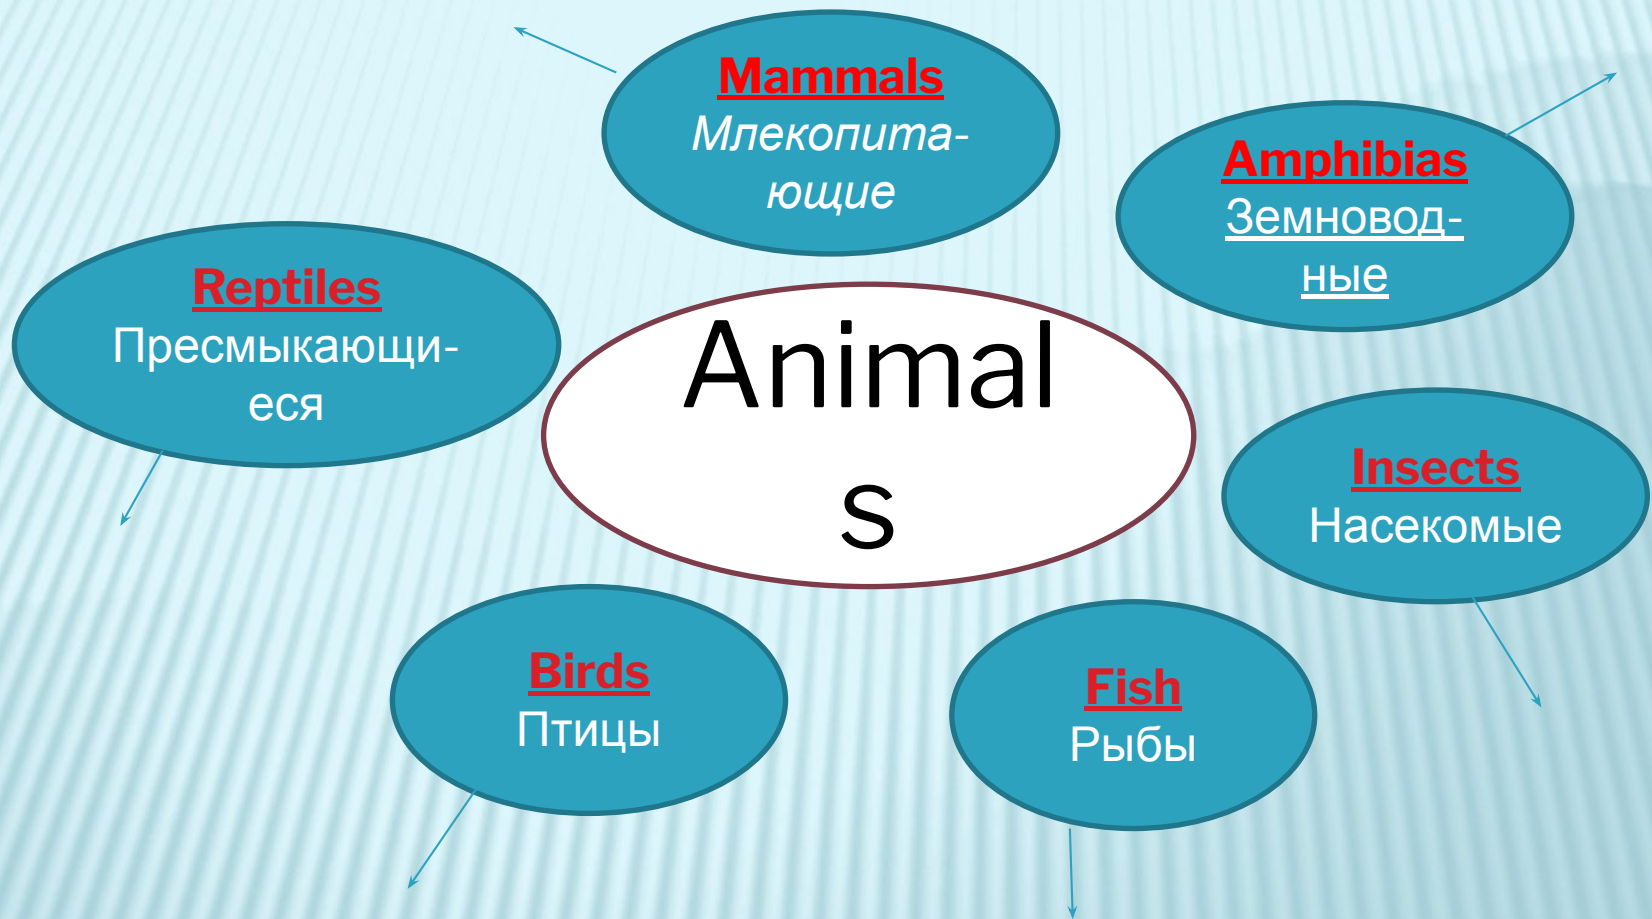 Mammals
Млекопита-
ющие
Amphibias
Земновод-
ные
Reptiles
Пресмыкающи-
еся
Animal
s
Insects
Насекомые
Birds
Птицы
Fish
Рыбы